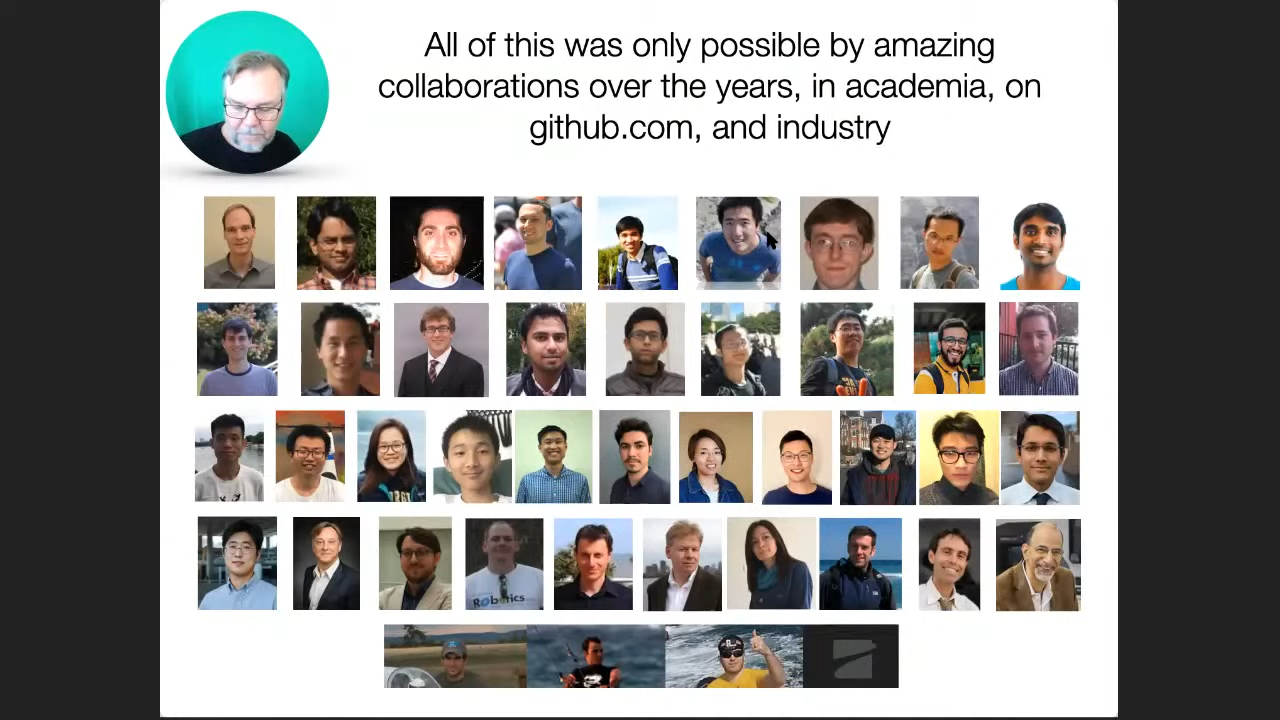 All of this was only possible by amazing
collaborations over the years, in academia, on
github.com, and industry
Robotics